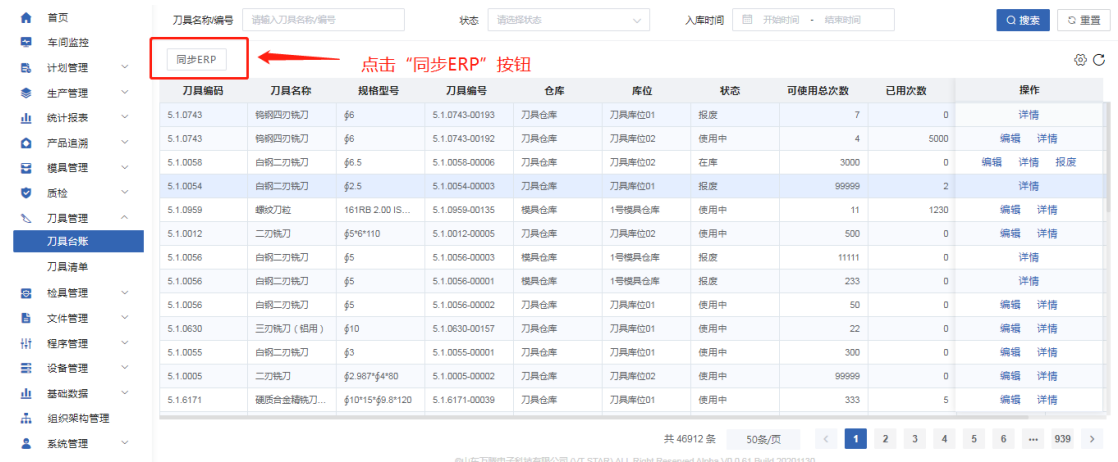 首页
车间监控
计划管理
生产管理
统计报表
产品追溯
模具管理
质检
刀具管理
刀具台账
刀具清单
检具管理
文件管理
程序管理
设备管理
基础数据
组织架构管理
系统管理
刀具名称/编号 请输入刀具名称/编号 状态 请选择状态 入库时间 开始时间 - 结束时间 搜索 重置
同步ERP 点击“同步ERP”按钮
刀具编码 刀具名称 规格型号 刀具编号 仓库 库位 状态 可使用总次数 已用次数 操作
5.1.0743 钨钢四刃铣刀 ∮6 5.1.0743-00193 刀具仓库 刀具库位01 报废 7 0 详情
5.1.0743 钨钢四刃铣刀 ∮6 5.1.0743-00192 刀具仓库 刀具库位02 使用中 4 5000 编辑 详情
5.1.0058 白钢二刃铣刀 ∮6.5 5.1.0058-00006 刀具仓库 刀具库位02 在库 3000 0 编辑 详情 报废
5.1.0054 白钢二刃铣刀 ∮2.5 5.1.0054-00003 刀具仓库 刀具库位01 报废 99999 2 详情
5.1.0959 螺纹刀粒 161RB 2.00 IS... 5.1.0959-00135 模具仓库 1号模具仓库 使用中 11 1230 编辑 详情
5.1.0012 二刃铣刀 ∮5*6*110 5.1.0012-00005 刀具仓库 刀具库位02 使用中 500 0 编辑 详情
5.1.0056 白钢二刃铣刀 ∮5 5.1.0056-00003 模具仓库 1号模具仓库 报废 11111 0 详情
5.1.0056 白钢二刃铣刀 ∮5 5.1.0056-00001 模具仓库 1号模具仓库 报废 233 0 详情
5.1.0056 白钢二刃铣刀 ∮5 5.1.0056-00002 刀具仓库 刀具库位01 使用中 50 0 编辑 详情
5.1.0630 三刃铣刀（铝用） ∮10 5.1.0630-00157 刀具仓库 刀具库位01 使用中 22 0 编辑 详情
5.1.0055 白钢二刃铣刀 ∮3 5.1.0055-00001 刀具仓库 刀具库位01 使用中 300 0 编辑 详情
5.1.0005 二刃铣刀 ∮2.987*∮4*80 5.1.0005-00002 刀具仓库 刀具库位02 使用中 99999 0 编辑 详情
5.1.6171 硬质合金精铣刀... ∮10*15*∮9.8*120 5.1.6171-00039 刀具仓库 刀具库位01 使用中 333 5 编辑 详情
共 46912 条 50条/页 1 2 3 4 5 6 ... 939